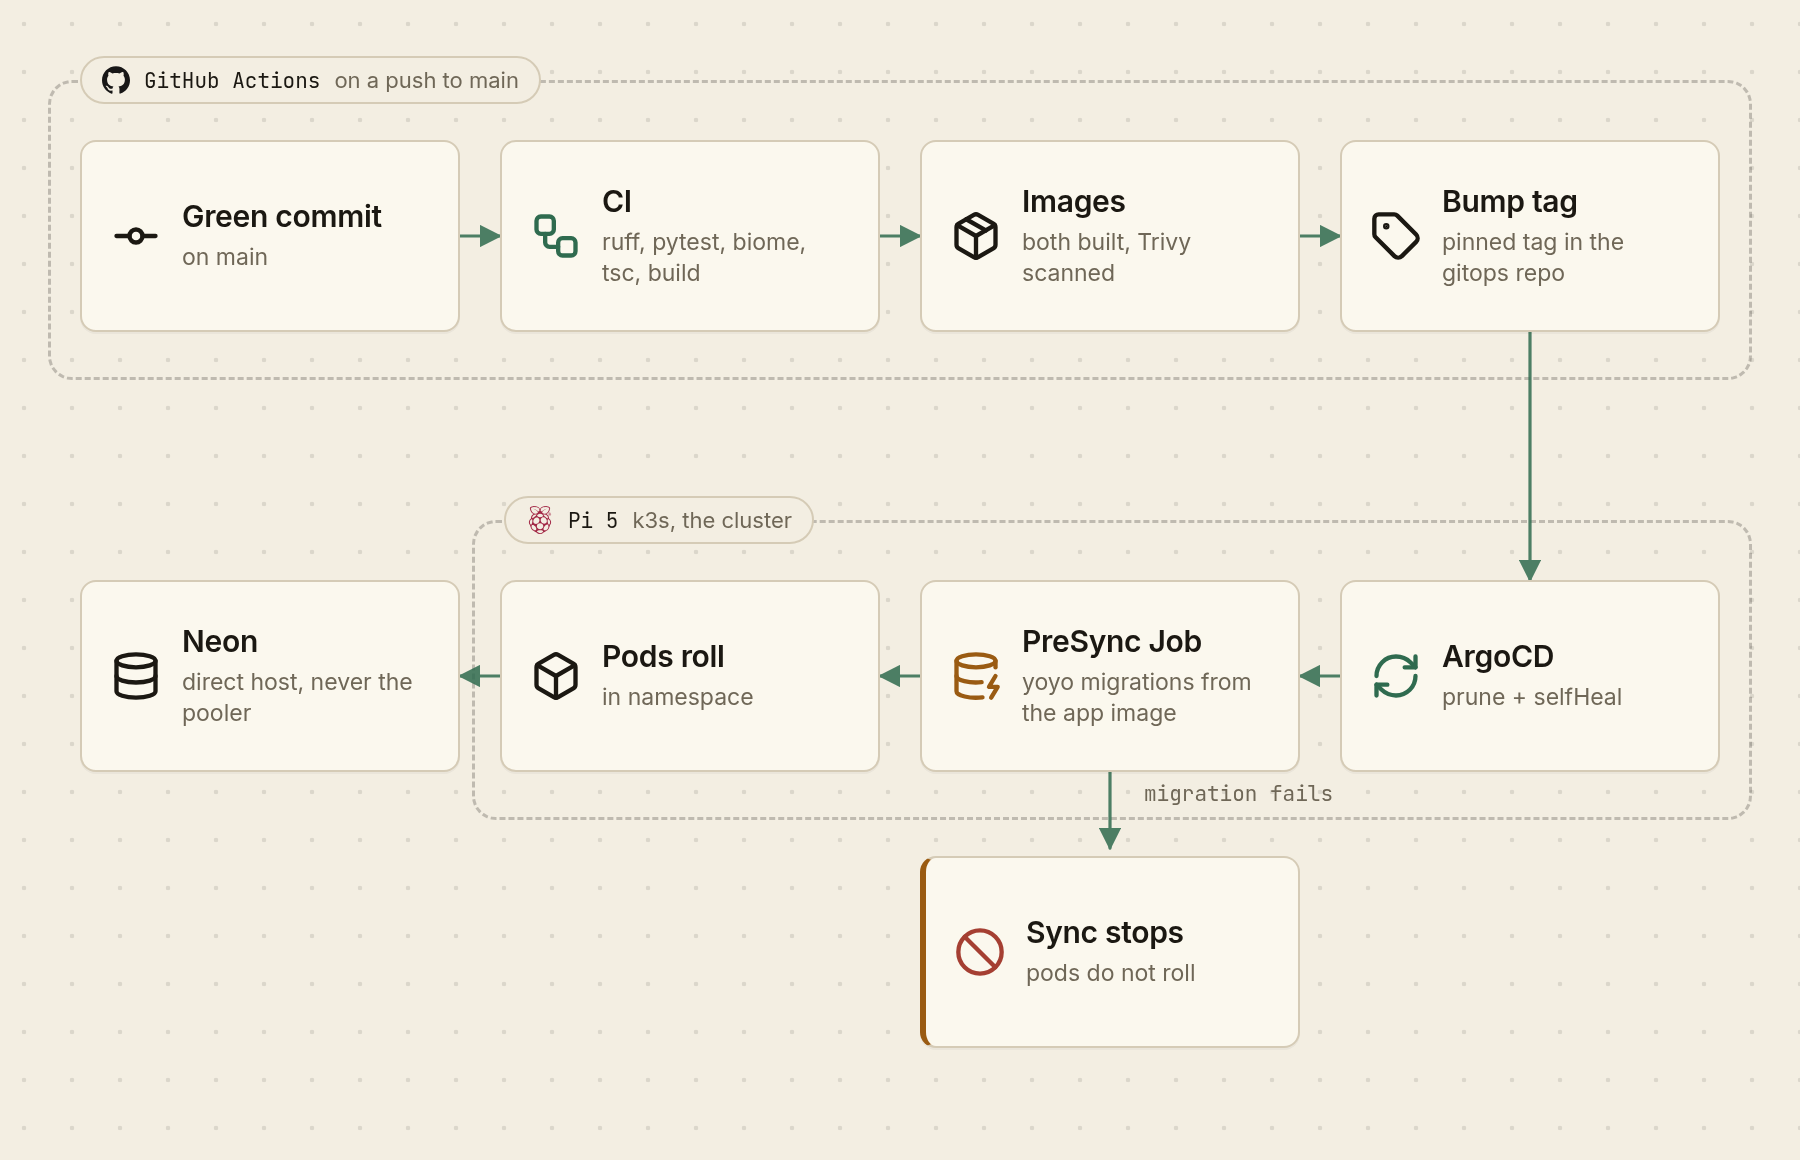 GitHub Actions on a push to main
Green commit
on main
CI
ruff, pytest, biome,
tsc, build
Images
both built, Trivy
scanned
Bump tag
pinned tag in the
gitops repo
Pi 5 k3s, the cluster
Neon
direct host, never the
pooler
Pods roll
in namespace
PreSync Job
yoyo migrations from
the app image
ArgoCD
prune + selfHeal
migration fails
Sync stops
pods do not roll